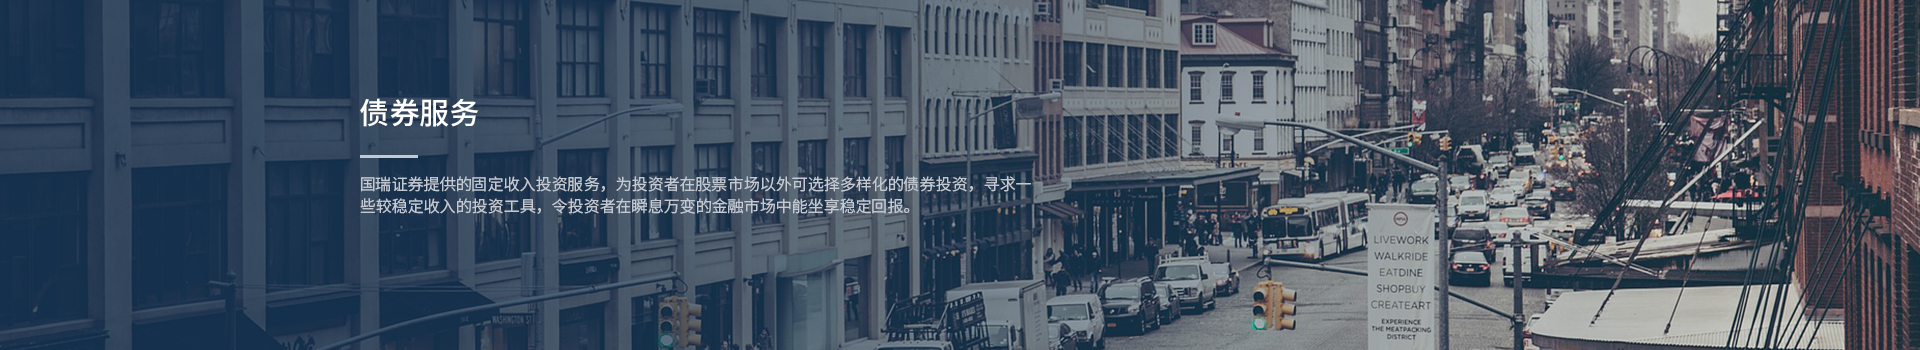 债券服务
国瑞证券提供的固定收入投资服务，为投资者在股票市场以外可选择多样化的债券投资，寻求一
些较稳定收入的投资工具，令投资者在瞬息万变的金融市场中能坐享稳定回报。
WASHINGTON ST
LIVEWORK
WALKRIDE
EATDINE
SHOPBUY
CREATEART
EXPERIENCE
THE MEATPACKING
DISTRICT